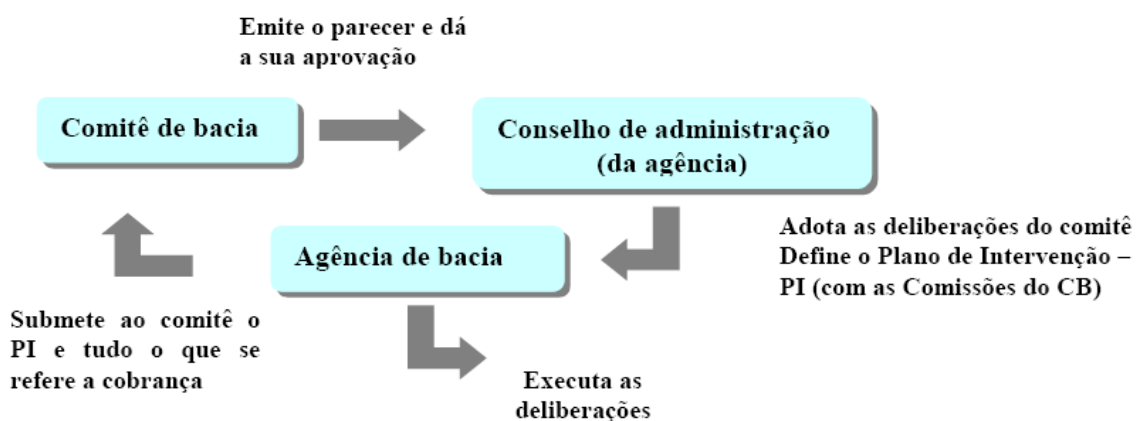 Emite o parecer e dá
a sua aprovação
Comitê de bacia
Conselho de administração
(da agência)
Adota as deliberações do comitê
Define o Plano de Intervenção –
PI (com as Comissões do CB)
Agência de bacia
Submete ao comitê o
PI e tudo o que se
refere a cobrança
Executa as
deliberações